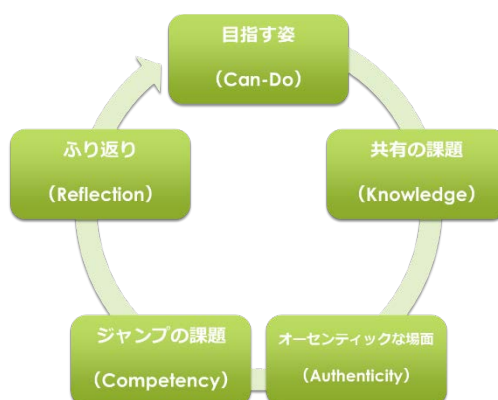 目指す姿
(Can-Do)
共有の課題
(Knowledge)
オーセンティックな場面
(Authenticity)
ジャンプの課題
(Competency)
ふり返り
(Reflection)